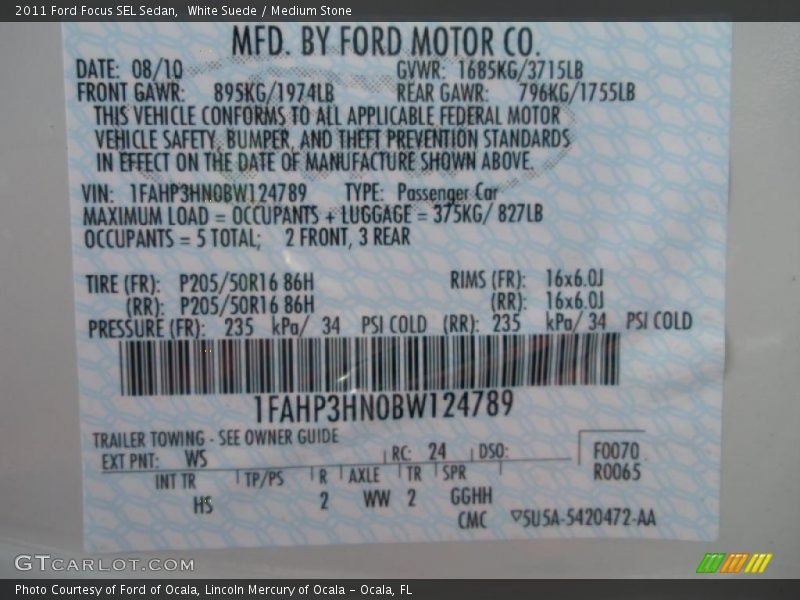 2011 Ford Focus SEL Sedan, White Suede / Medium Stone
MFD. BY FORD MOTOR CO.
DATE: 08/10 GVWR: 1685KG/3715LB
FRONT GAWR: 895KG/1974LB REAR GAWR: 796KG/1755LB
THIS VEHICLE CONFORMS TO ALL APPLICABLE FEDERAL MOTOR
VEHICLE SAFETY, BUMPER, AND THEFT PREVENTION STANDARDS
IN EFFECT ON THE DATE OF MANUFACTURE SHOWN ABOVE.
VIN: 1FAHP3HN0BW124789 TYPE: Passenger Car
MAXIMUM LOAD = OCCUPANTS + LUGGAGE = 375KG/ 827LB
OCCUPANTS = 5 TOTAL; 2 FRONT, 3 REAR
TIRE (FR): P205/50R16 86H RIMS (FR): 16x6.0J
(RR): P205/50R16 86H (RR): 16x6.0J
PRESSURE (FR): 235 kPa/ 34 PSI COLD (RR): 235 kPa/ 34 PSI COLD
1FAHP3HN0BW124789
TRAILER TOWING - SEE OWNER GUIDE
EXT PNT: WS RC: 24 DSO: F0070
R0065
INT TR TP/PS R AXLE TR SPR
HS 2 WW 2 GGHH
CMC ▽5U5A-5420472-AA
GTCARLOT.COM
Photo Courtesy of Ford of Ocala, Lincoln Mercury of Ocala – Ocala, FL